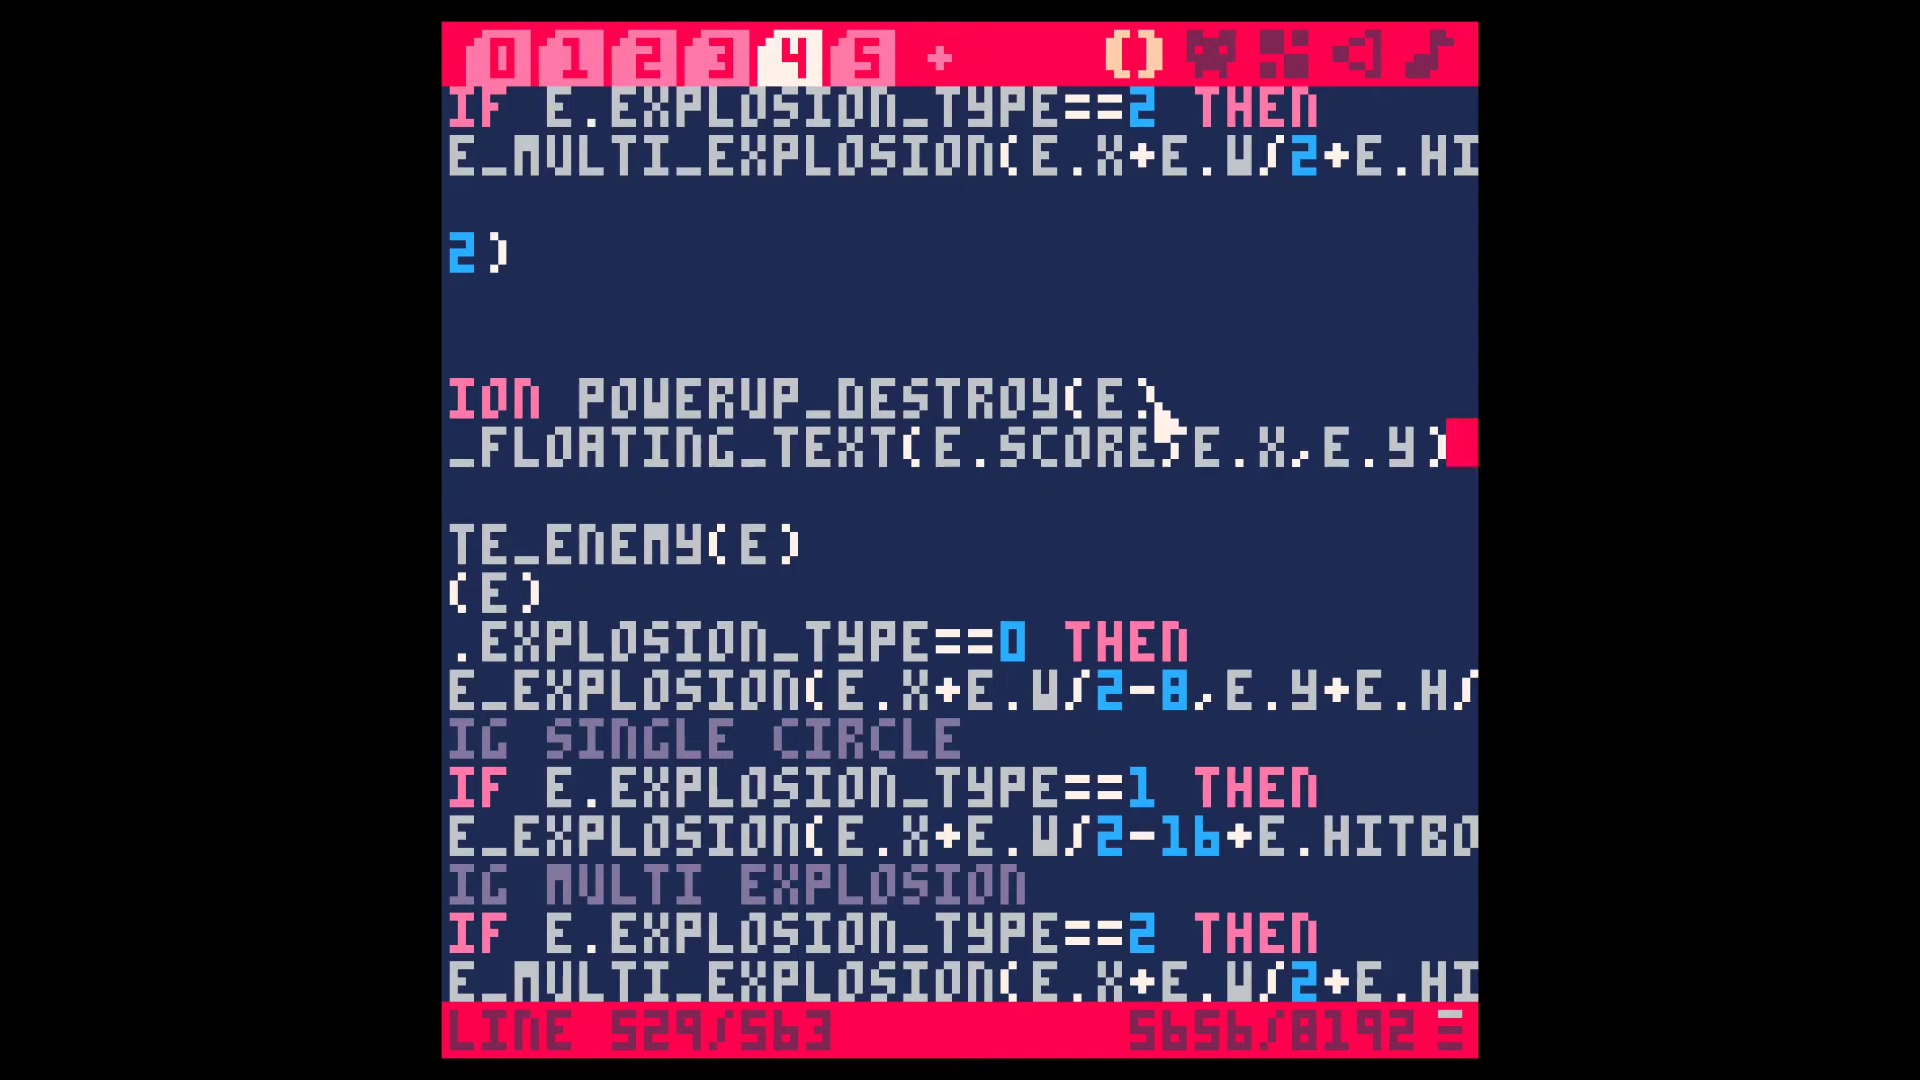 0 1 2 3 4 5 +
IF E.EXPLOSION_TYPE==2 THEN
E_MULTI_EXPLOSION(E.X+E.W/2+E.HI
2)
ION POWERUP_DESTROY(E)
_FLOATING_TEXT(E.SCORE,E.X,E.Y)
TE_ENEMY(E)
(E)
.EXPLOSION_TYPE==0 THEN
E_EXPLOSION(E.X+E.W/2-8,E.Y+E.H/
IG SINGLE CIRCLE
IF E.EXPLOSION_TYPE==1 THEN
E_EXPLOSION(E.X+E.W/2-16+E.HITBO
IG MULTI EXPLOSION
IF E.EXPLOSION_TYPE==2 THEN
E_MULTI_EXPLOSION(E.X+E.W/2+E.HI
LINE 529/563 5656/8192